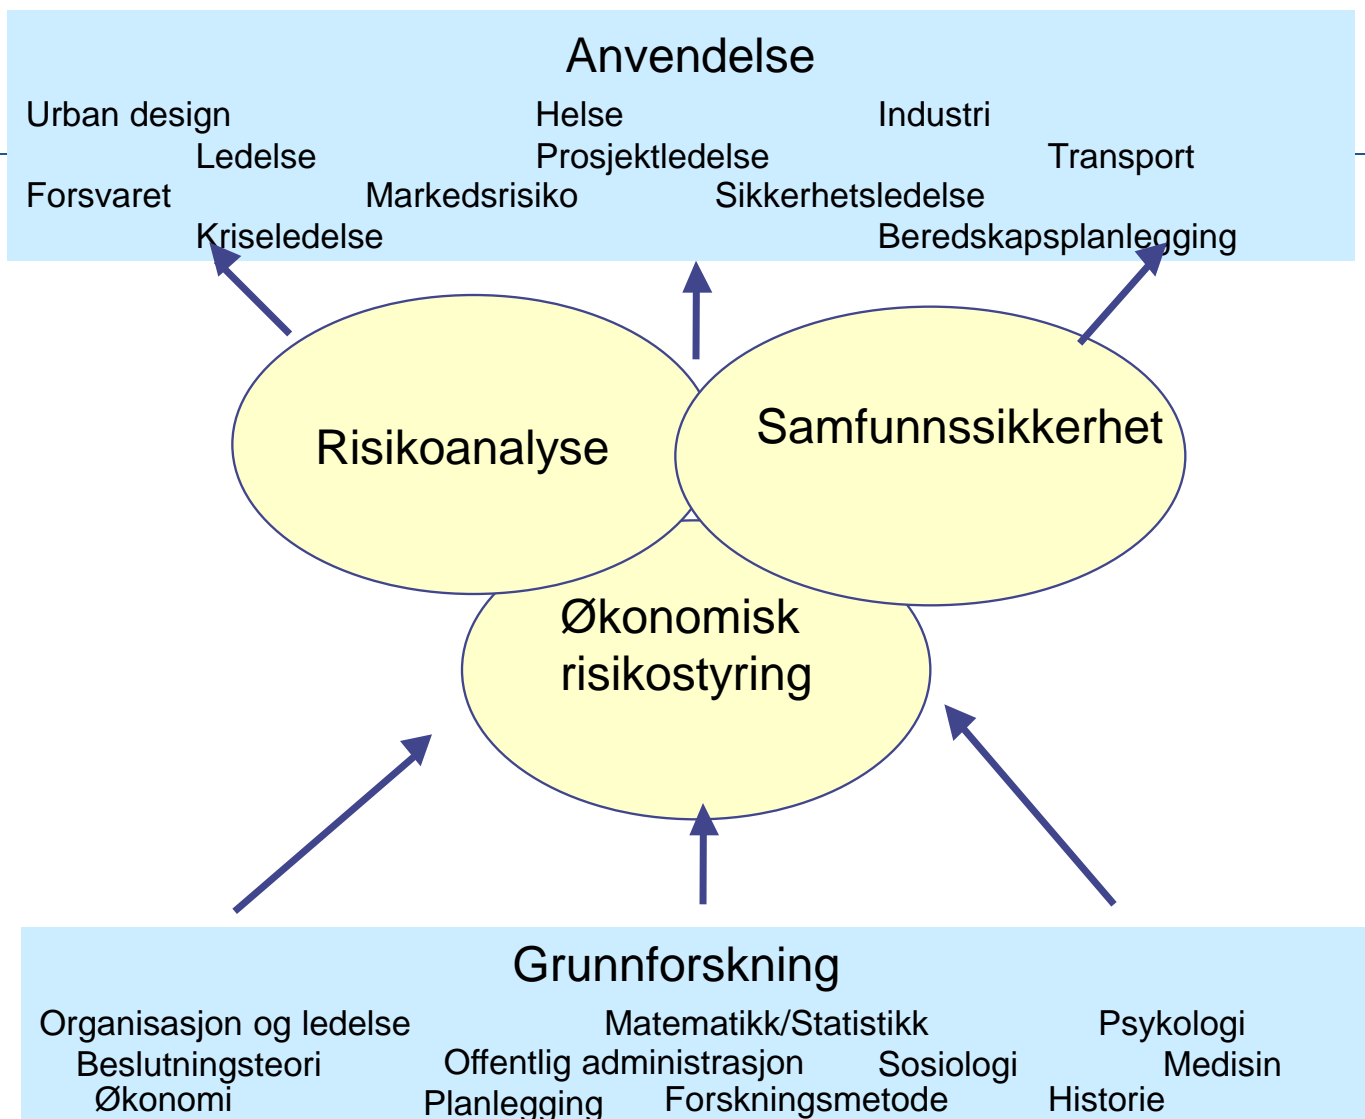 Anvendelse
Urban design Helse Industri
Ledelse Prosjektledelse Transport
Forsvaret Markedsrisiko Sikkerhetsledelse
Kriseledelse Beredskapsplanlegging
Risikoanalyse
Samfunnssikkerhet
Økonomisk
risikostyring
Grunnforskning
Organisasjon og ledelse Matematikk/Statistikk Psykologi
Beslutningsteori Offentlig administrasjon Sosiologi Medisin
Økonomi Planlegging Forskningsmetode Historie